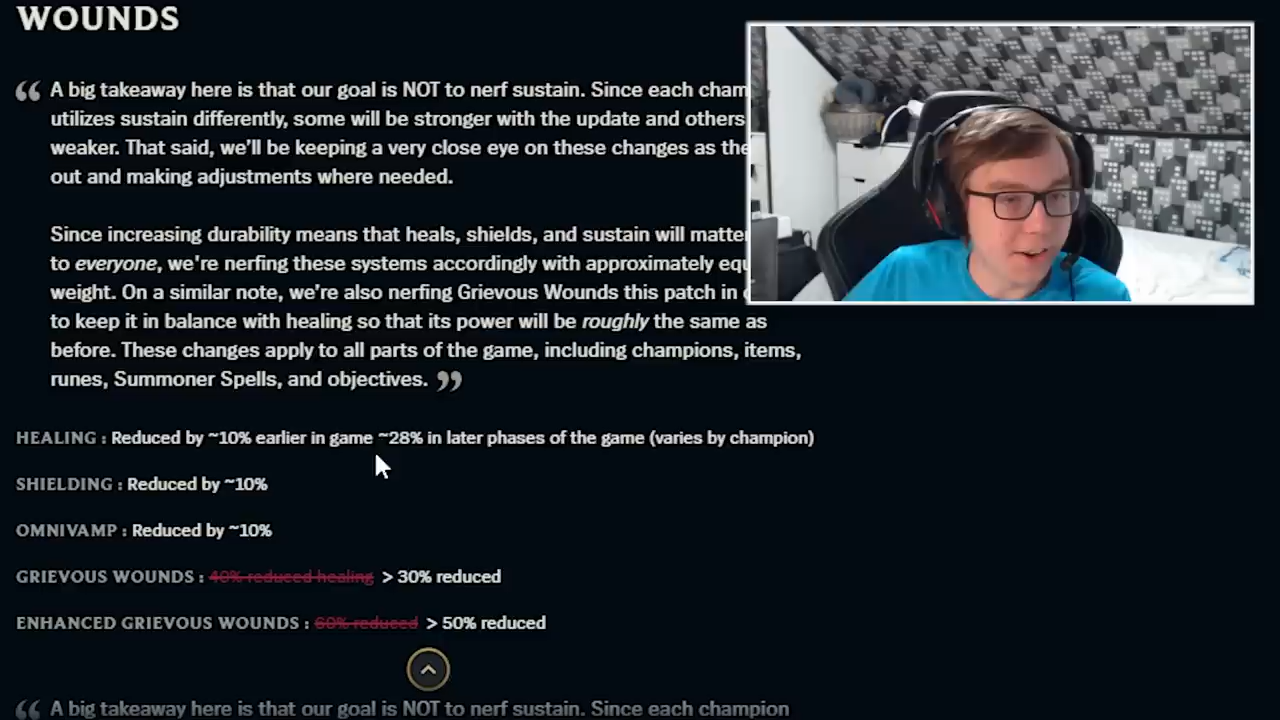 WOUNDS
“ A big takeaway here is that our goal is NOT to nerf sustain. Since each cham
utilizes sustain differently, some will be stronger with the update and others
weaker. That said, we’ll be keeping a very close eye on these changes as the
out and making adjustments where needed.
Since increasing durability means that heals, shields, and sustain will matter
to everyone, we’re nerfing these systems accordingly with approximately equ
weight. On a similar note, we’re also nerfing Grievous Wounds this patch in
to keep it in balance with healing so that its power will be roughly the same as
before. These changes apply to all parts of the game, including champions, items,
runes, Summoner Spells, and objectives. ”
HEALING : Reduced by ~10% earlier in game ~28% in later phases of the game (varies by champion)
SHIELDING : Reduced by ~10%
OMNIVAMP : Reduced by ~10%
GRIEVOUS WOUNDS : 40% reduced healing > 30% reduced
ENHANCED GRIEVOUS WOUNDS : 60% reduced > 50% reduced
“ A big takeaway here is that our goal is NOT to nerf sustain. Since each champion